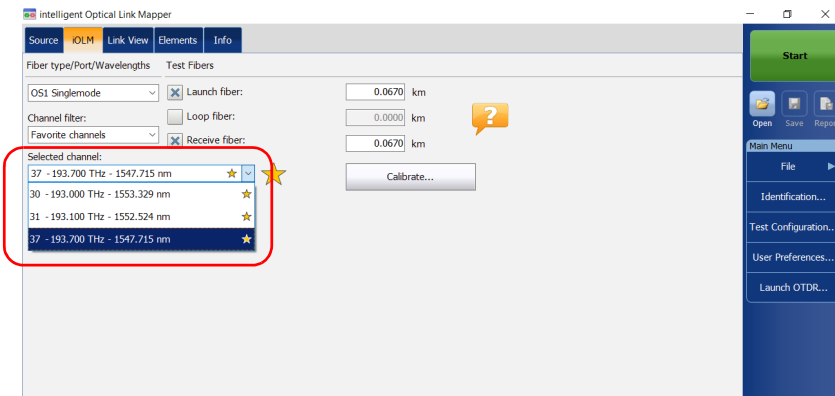 intelligent Optical Link Mapper
Source iOLM Link View Elements Info
Start
Fiber type/Port/Wavelengths Test Fibers
OS1 Singlemode Launch fiber: 0.0670 km
Channel filter: Loop fiber: 0.0000 km
Favorite channels Receive fiber: 0.0670 km
Selected channel:
37 - 193.700 THz - 1547.715 nm
Calibrate...
30 - 193.000 THz - 1553.329 nm
31 - 193.100 THz - 1552.524 nm
37 - 193.700 THz - 1547.715 nm
Open Save Repor
Main Menu
File
Identification...
Test Configuration..
User Preferences...
Launch OTDR...